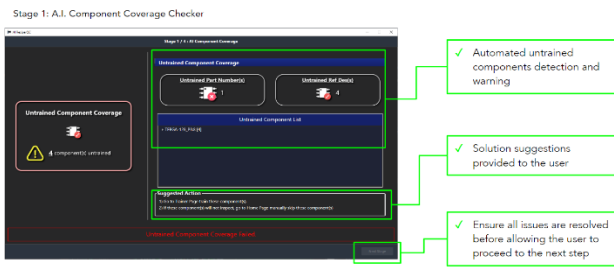 Stage 1: A.I. Component Coverage Checker
Stage 1 / 3 : AI Component Coverage
Untrained Component Coverage
Untrained Part Number(s)
1
Untrained Ref Des(s)
4
Untrained Component Coverage
4 component(s) untrained
Untrained Component List
Suggested Action
Untrained Component Coverage Failed
✓ Automated untrained
components detection and
warning
✓ Solution suggestions
provided to the user
✓ Ensure all issues are resolved
before allowing the user to
proceed to the next step